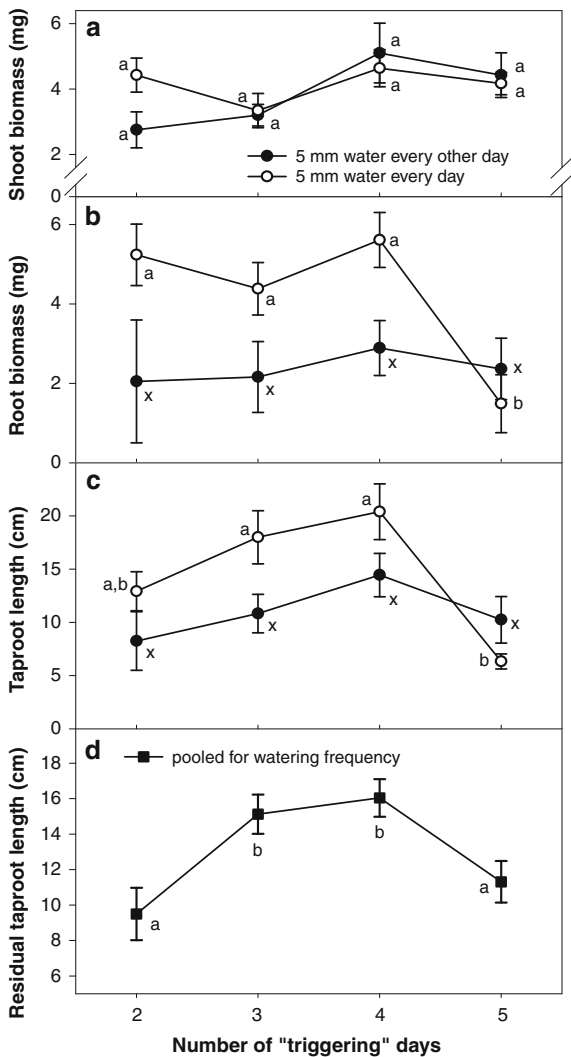 Shoot biomass (mg)
a
6
4
2
0
a
a
a
a
a
a
a
a
5 mm water every other day
5 mm water every day
Root biomass (mg)
b
6
4
2
0
a
a
a
x
x
x
x
b
Taproot length (cm)
c
20
15
10
5
0
a,b
a
a
x
x
x
x
b
Residual taproot length (cm)
d
pooled for watering frequency
18
16
14
12
10
8
6
a
b
b
a
2
3
4
5
Number of "triggering" days